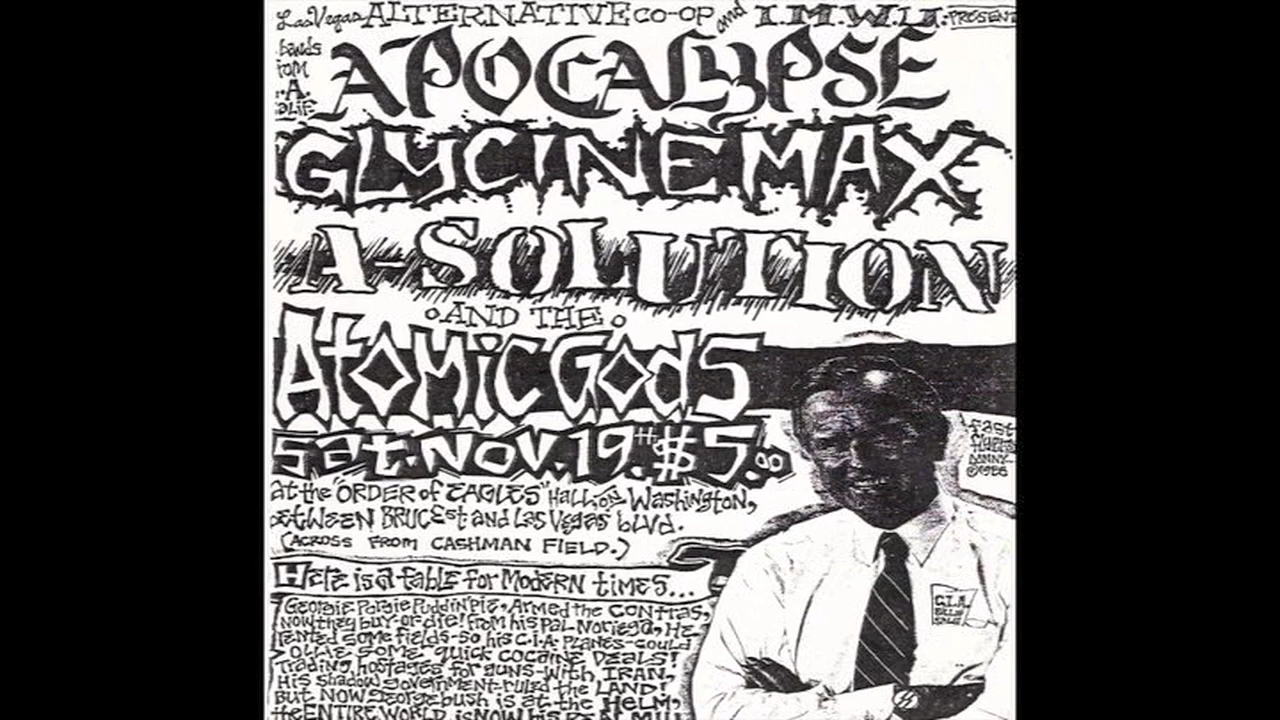 Las Vegas ALTERNATIVE CO-OP and I.M.W.L. PRESENT
bands
from
L.A.
CALIF.
APOCALYPSE
GLYCINE MAX
A-SOLUTION
AND THE
Atomic Gods
Sat. Nov. 19th $5.00
fast
flyers
DANNY
©1988
at the "ORDER of EAGLES" HALL, on Washington,
BETWEEN BRUCE st and Las Vegas blvd.
(ACROSS FROM CASHMAN FIELD.)
Here is a fable for Modern times...
Georgie Porgie Puddin' pie, Armed the Contras,
NOW they buy-or die! from his pal Noriega, He
rented some fields-so his C.I.A. PLANES-could
OLLIE SOME quick cocaine DEALS!
Trading hostages for guns-with IRAN,
His shadow government-ruled the LAND!
But NOW George bush is at the HELM,
the ENTIRE WORLD is NOW his
C.I.A.